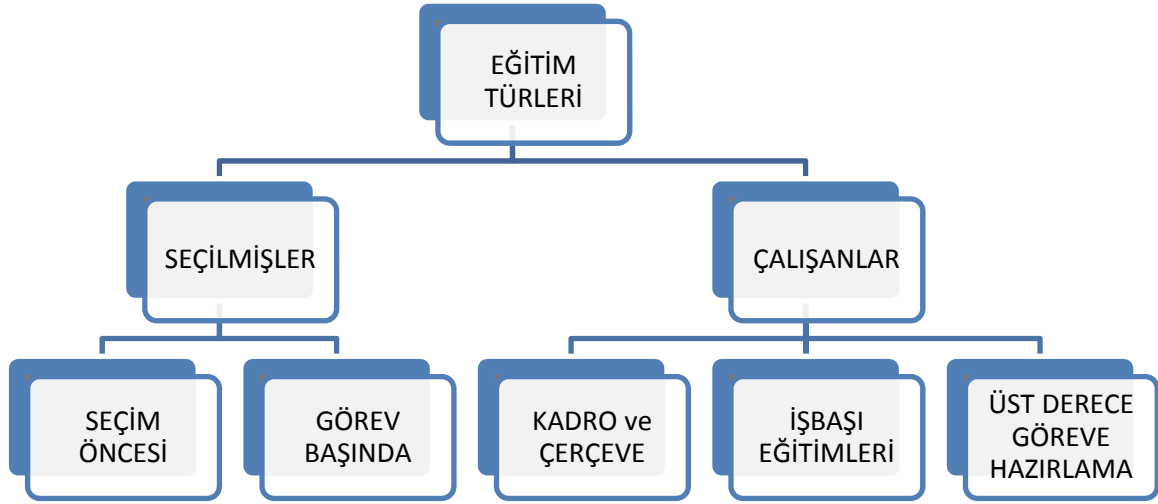 EĞİTİM
TÜRLERİ
SEÇİLMİŞLER
ÇALIŞANLAR
SEÇİM
ÖNCESİ
GÖREV
BAŞINDA
KADRO ve
ÇERÇEVE
İŞBAŞI
EĞİTİMLERİ
ÜST DERECE
GÖREVE
HAZIRLAMA